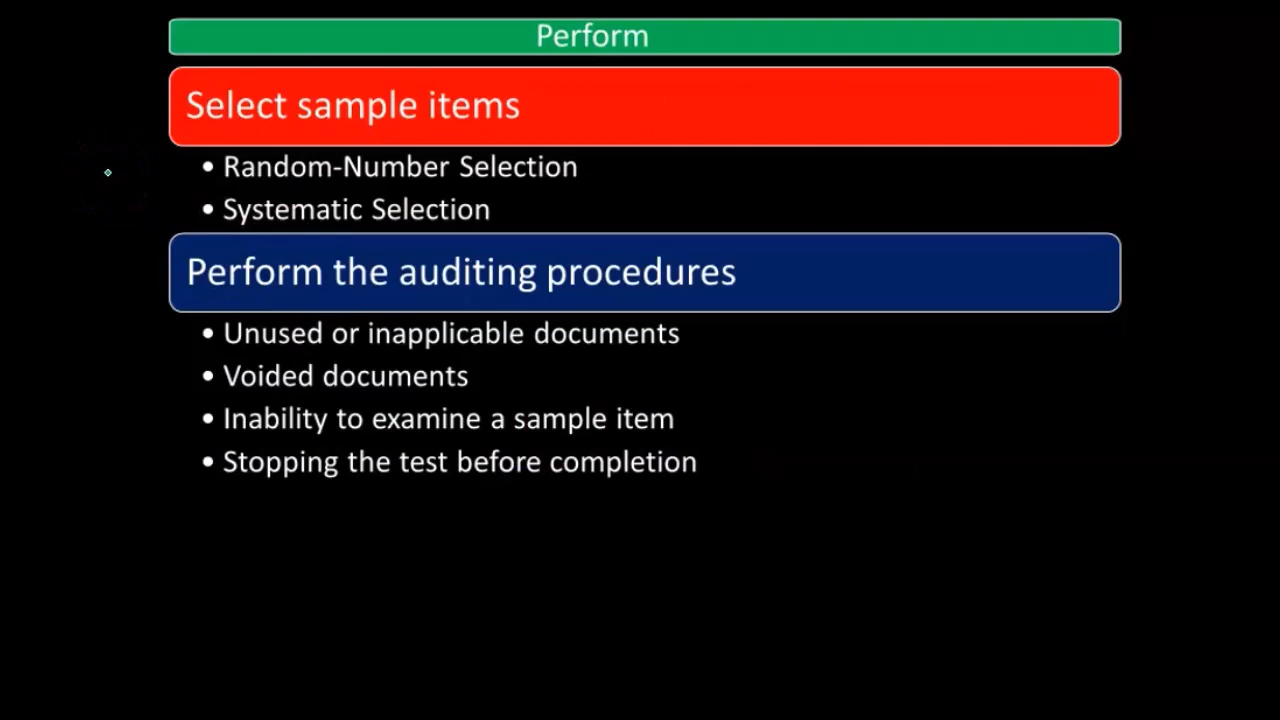 Perform
Select sample items
• Random-Number Selection
• Systematic Selection
Perform the auditing procedures
• Unused or inapplicable documents
• Voided documents
• Inability to examine a sample item
• Stopping the test before completion